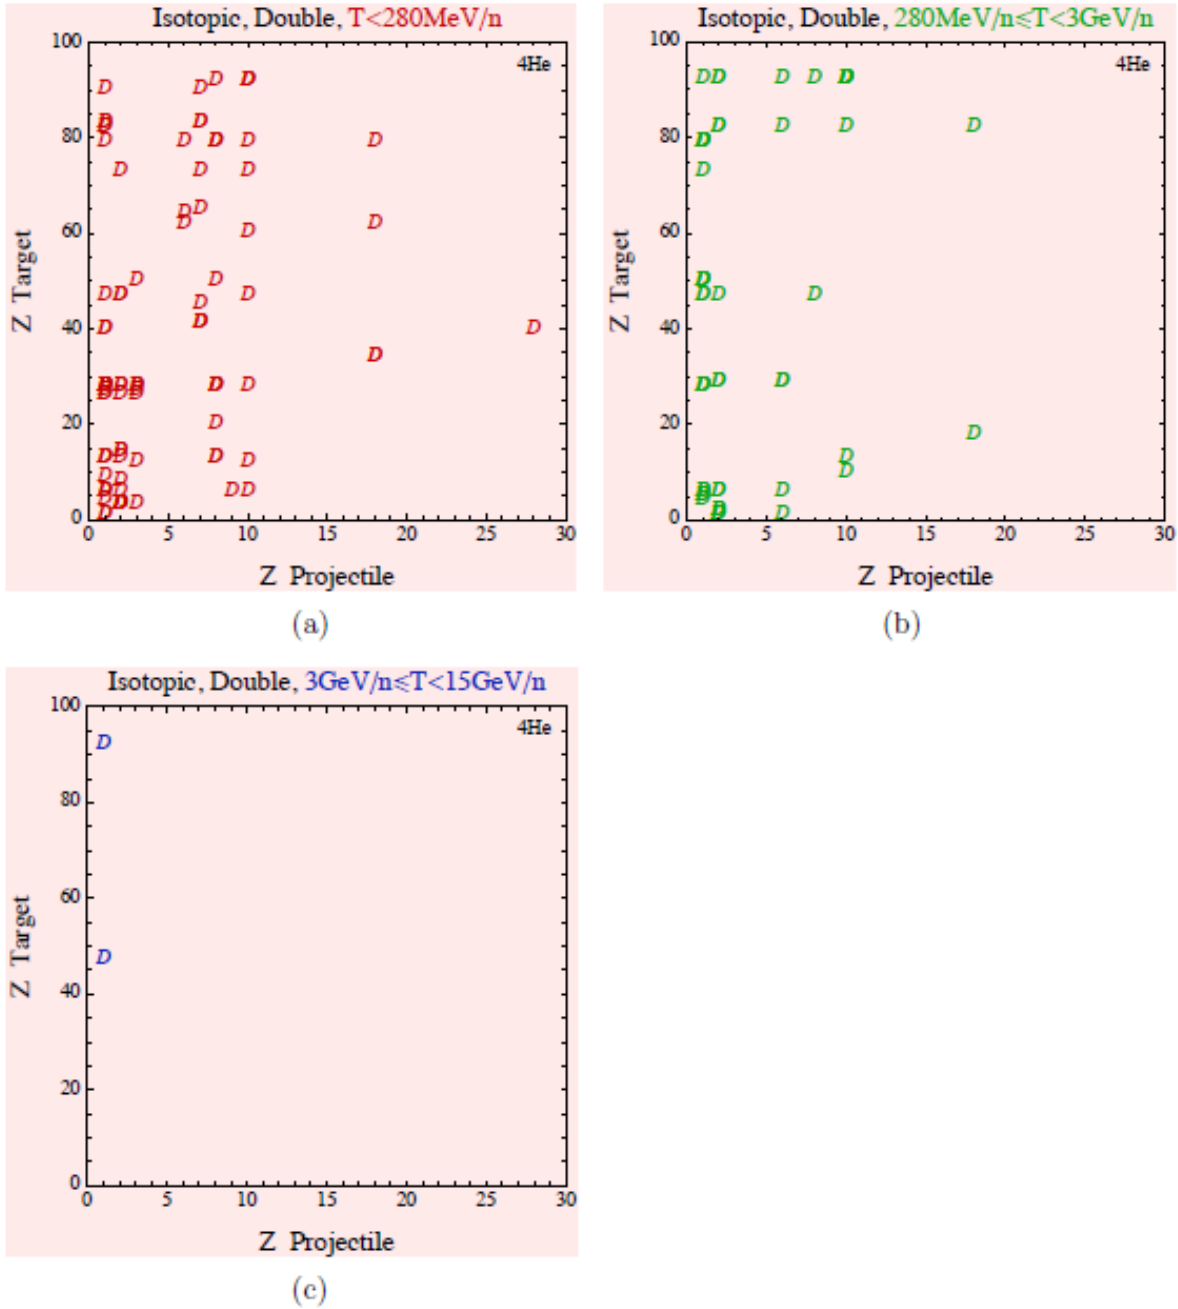 Isotopic, Double, T<280MeV/n
4He
100
80
60
40
20
0
Z Target
0 5 10 15 20 25 30
Z Projectile
(a)
Isotopic, Double, 280MeV/n⩽T<3GeV/n
4He
100
80
60
40
20
0
Z Target
0 5 10 15 20 25 30
Z Projectile
(b)
Isotopic, Double, 3GeV/n⩽T<15GeV/n
4He
100
80
60
40
20
0
Z Target
D
D
0 5 10 15 20 25 30
Z Projectile
(c)